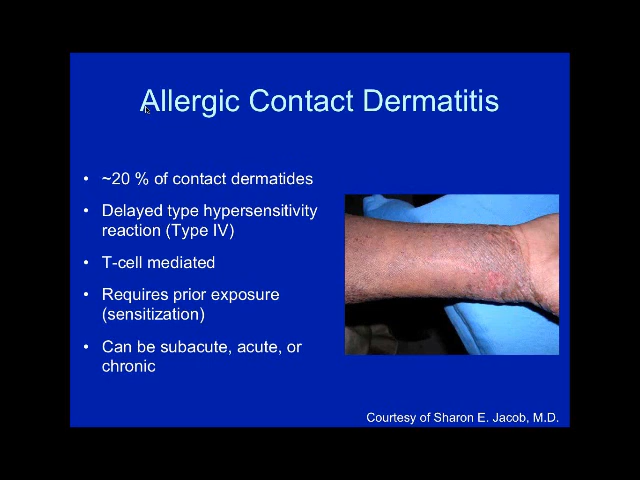 Allergic Contact Dermatitis
• ~20 % of contact dermatides
• Delayed type hypersensitivity
reaction (Type IV)
• T-cell mediated
• Requires prior exposure
(sensitization)
• Can be subacute, acute, or
chronic
Courtesy of Sharon E. Jacob, M.D.